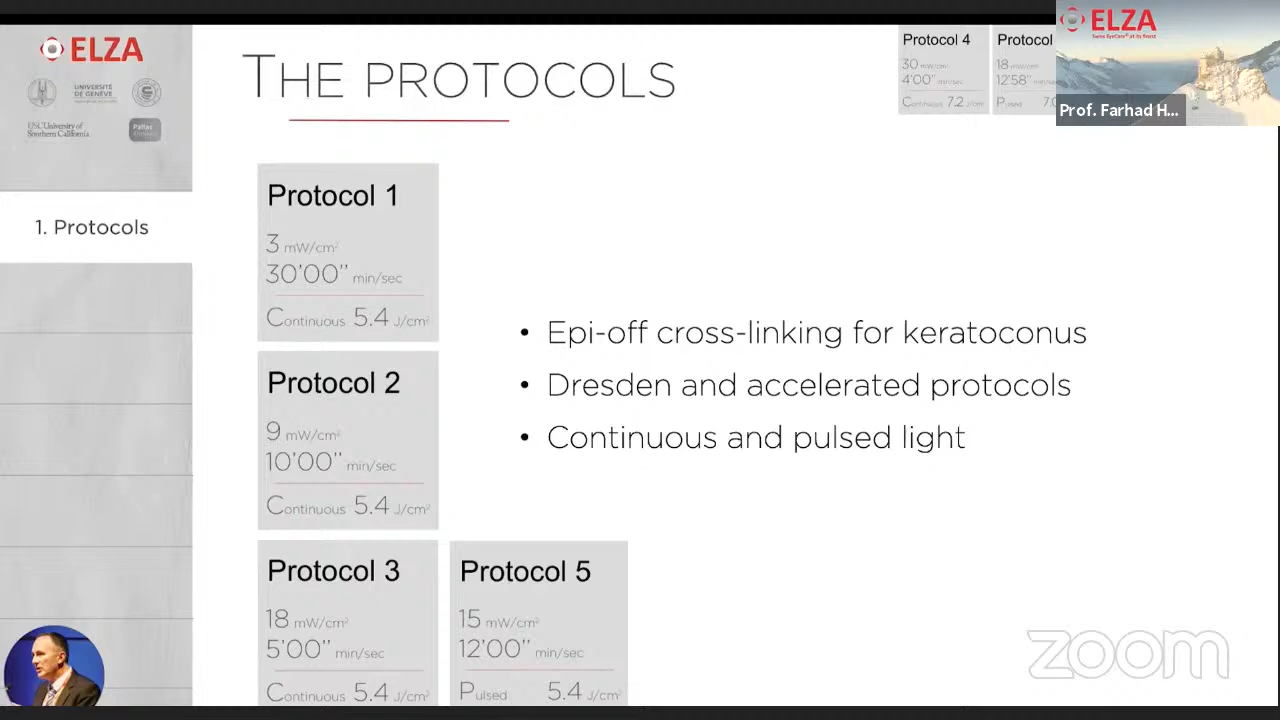 ELZA
UNIVERSITÉ
DE GENÈVE
USC University of
Southern California
Pallas
1. Protocols
THE PROTOCOLS
Protocol 4
30 mW/cm²
4'00" min/sec
Continuous 7.2 J/cm²
Protocol
18 mW/cm²
12'58" min/sec
Pulsed 7.
ELZA
Swiss EyeCare® at its finest
Prof. Farhad H...
Protocol 1
3 mW/cm²
30'00" min/sec
Continuous 5.4 J/cm²
Protocol 2
9 mW/cm²
10'00" min/sec
Continuous 5.4 J/cm²
Protocol 3
18 mW/cm²
5'00" min/sec
Continuous 5.4 J/cm²
Protocol 5
15 mW/cm²
12'00" min/sec
Pulsed 5.4 J/cm²
• Epi-off cross-linking for keratoconus
• Dresden and accelerated protocols
• Continuous and pulsed light
zoom